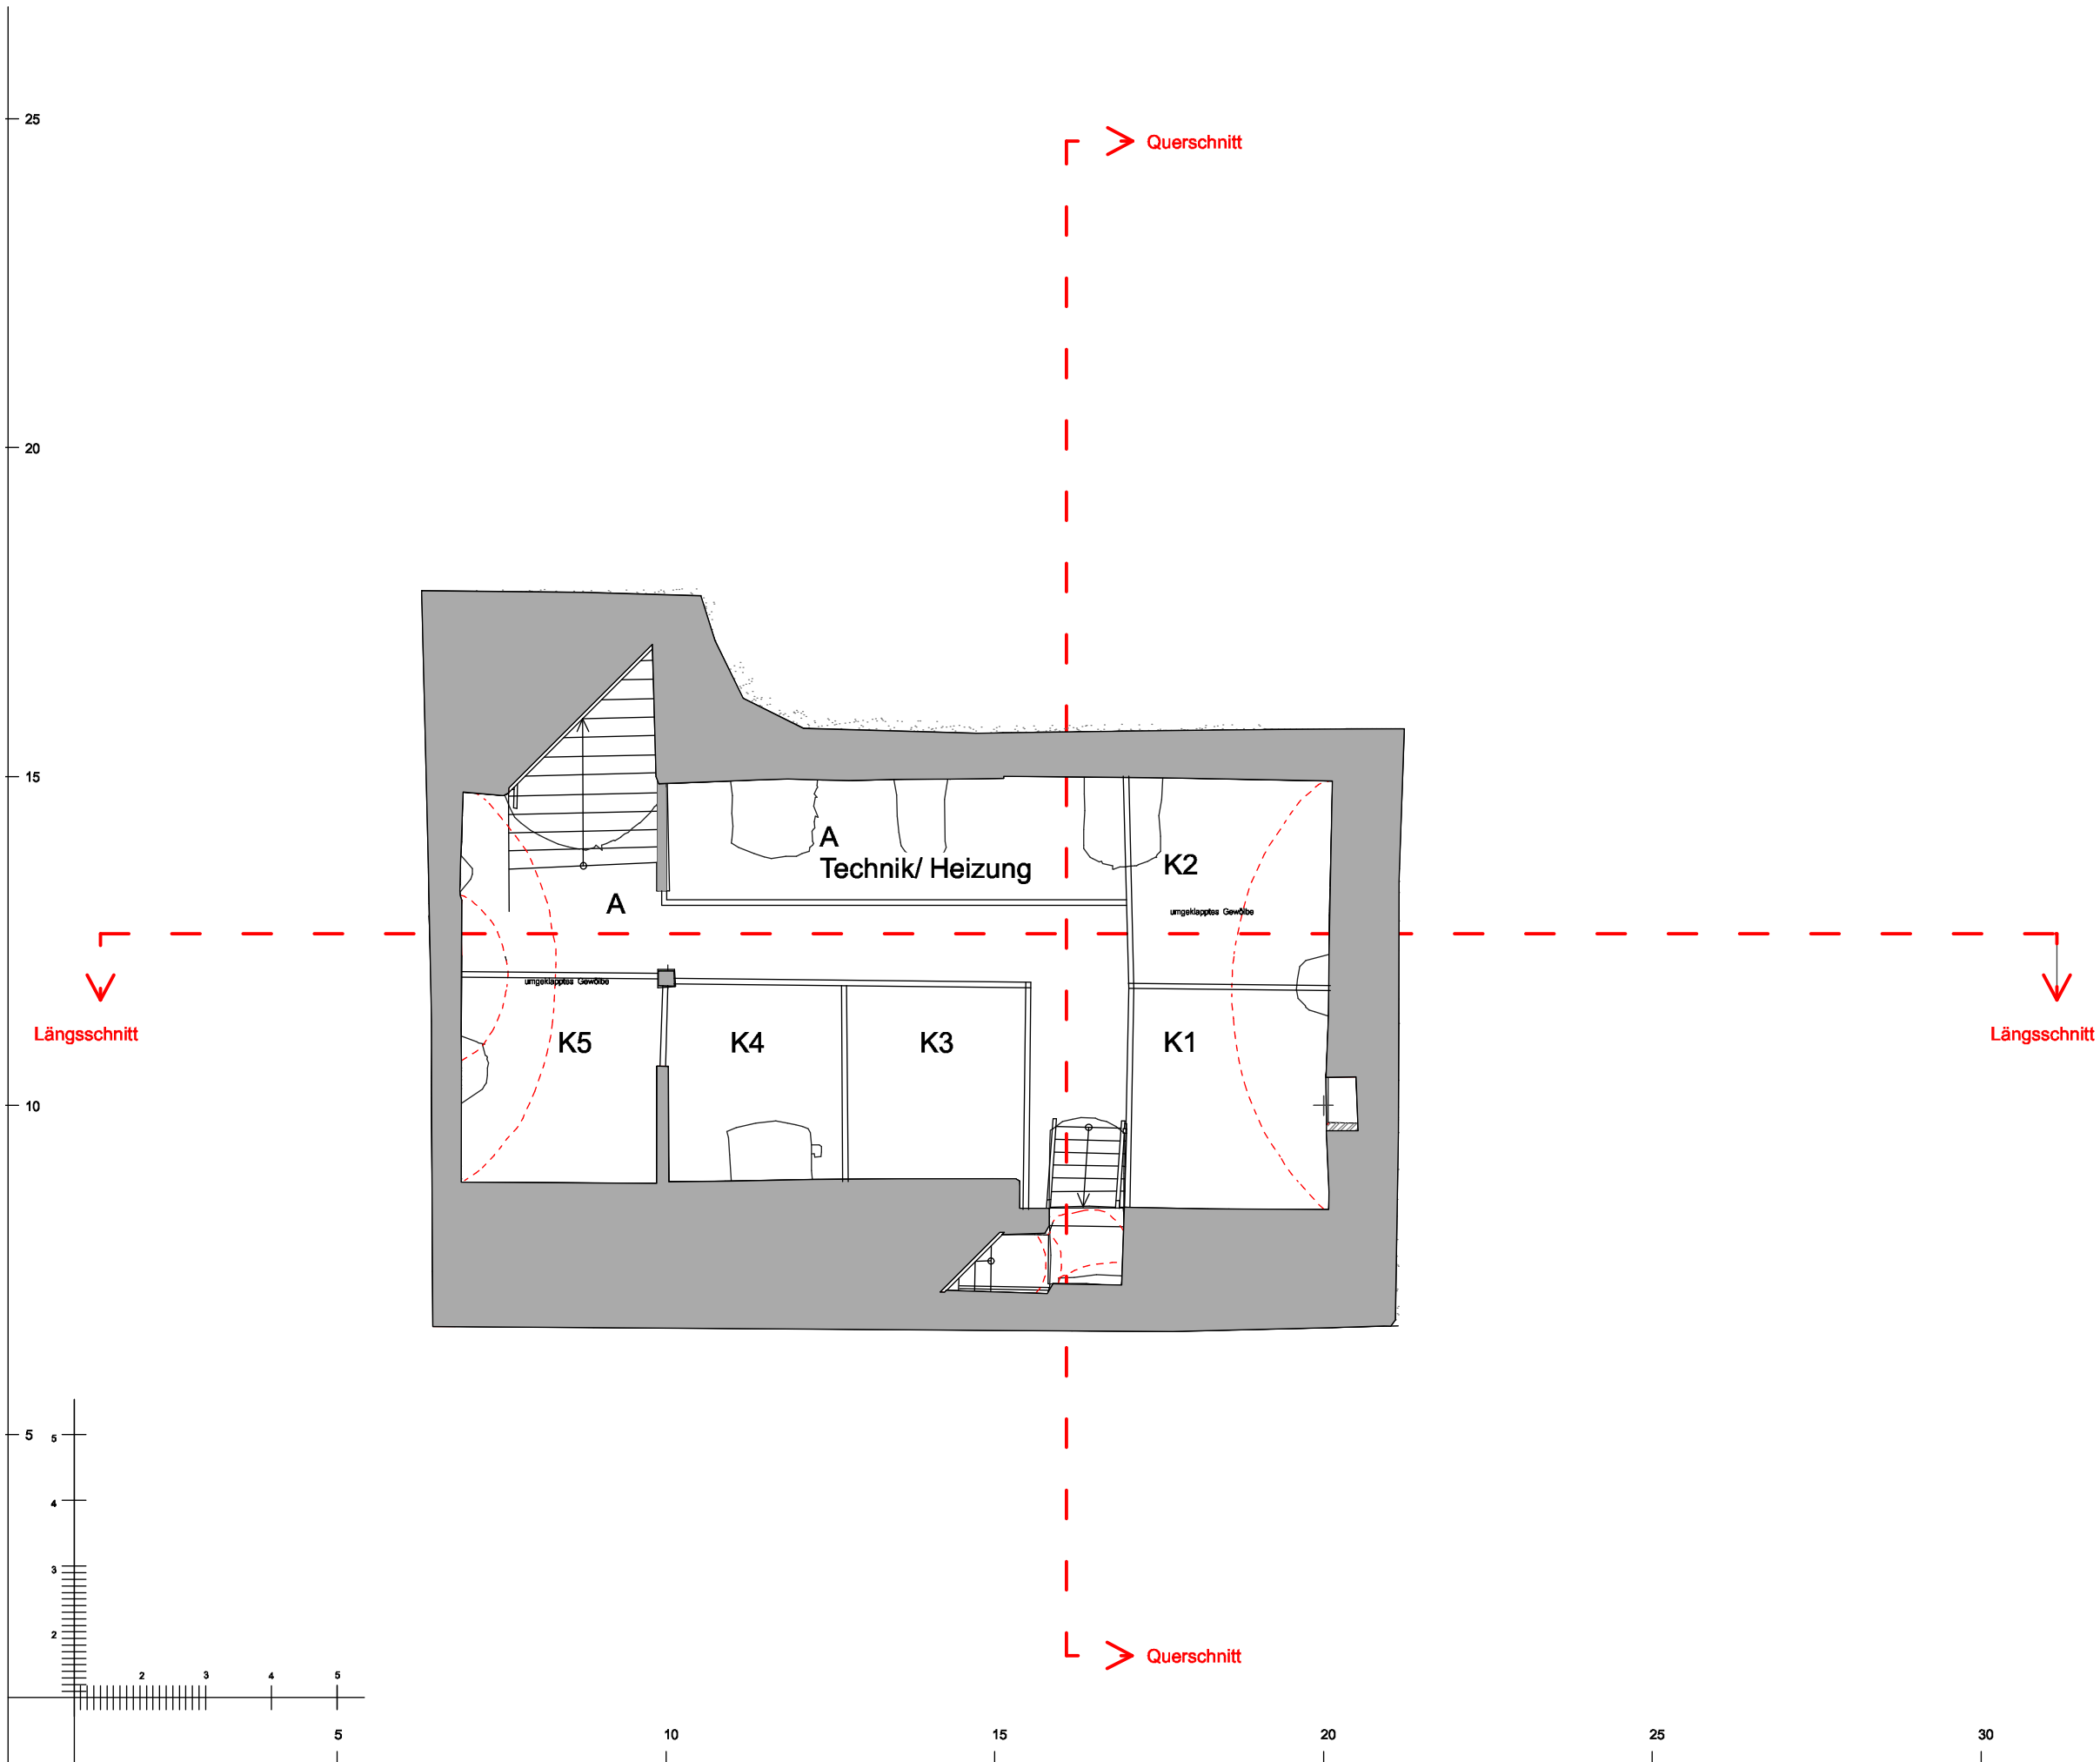 25
Querschnitt
20
15
A
Technik/ Heizung
K2
A
umgeklapptes Gewölbe
umgeklapptes Gewölbe
Längsschnitt
Längsschnitt
K5
K4
K3
K1
10
5
5
4
3
2
Querschnitt
2
3
4
5
5
10
15
20
25
30